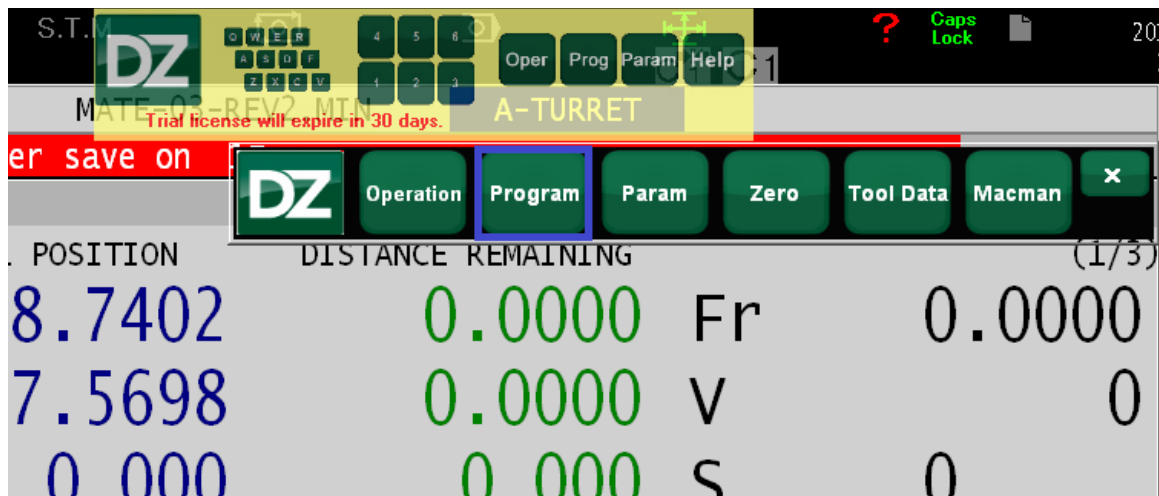 S.T.M
DZ
Q W E R
A S D F
Z X C V
4 5 6
1 2 3
Oper Prog Param Help
? Caps Lock
20
1
MATE-03-REV2.MIN
A-TURRET
Trial license will expire in 30 days.
er save on
DZ Operation Program Param Zero Tool Data Macman x
POSITION DISTANCE REMAINING (1/3)
8.7402 0.0000 Fr 0.0000
7.5698 0.0000 V 0
0.000 0.000 S 0